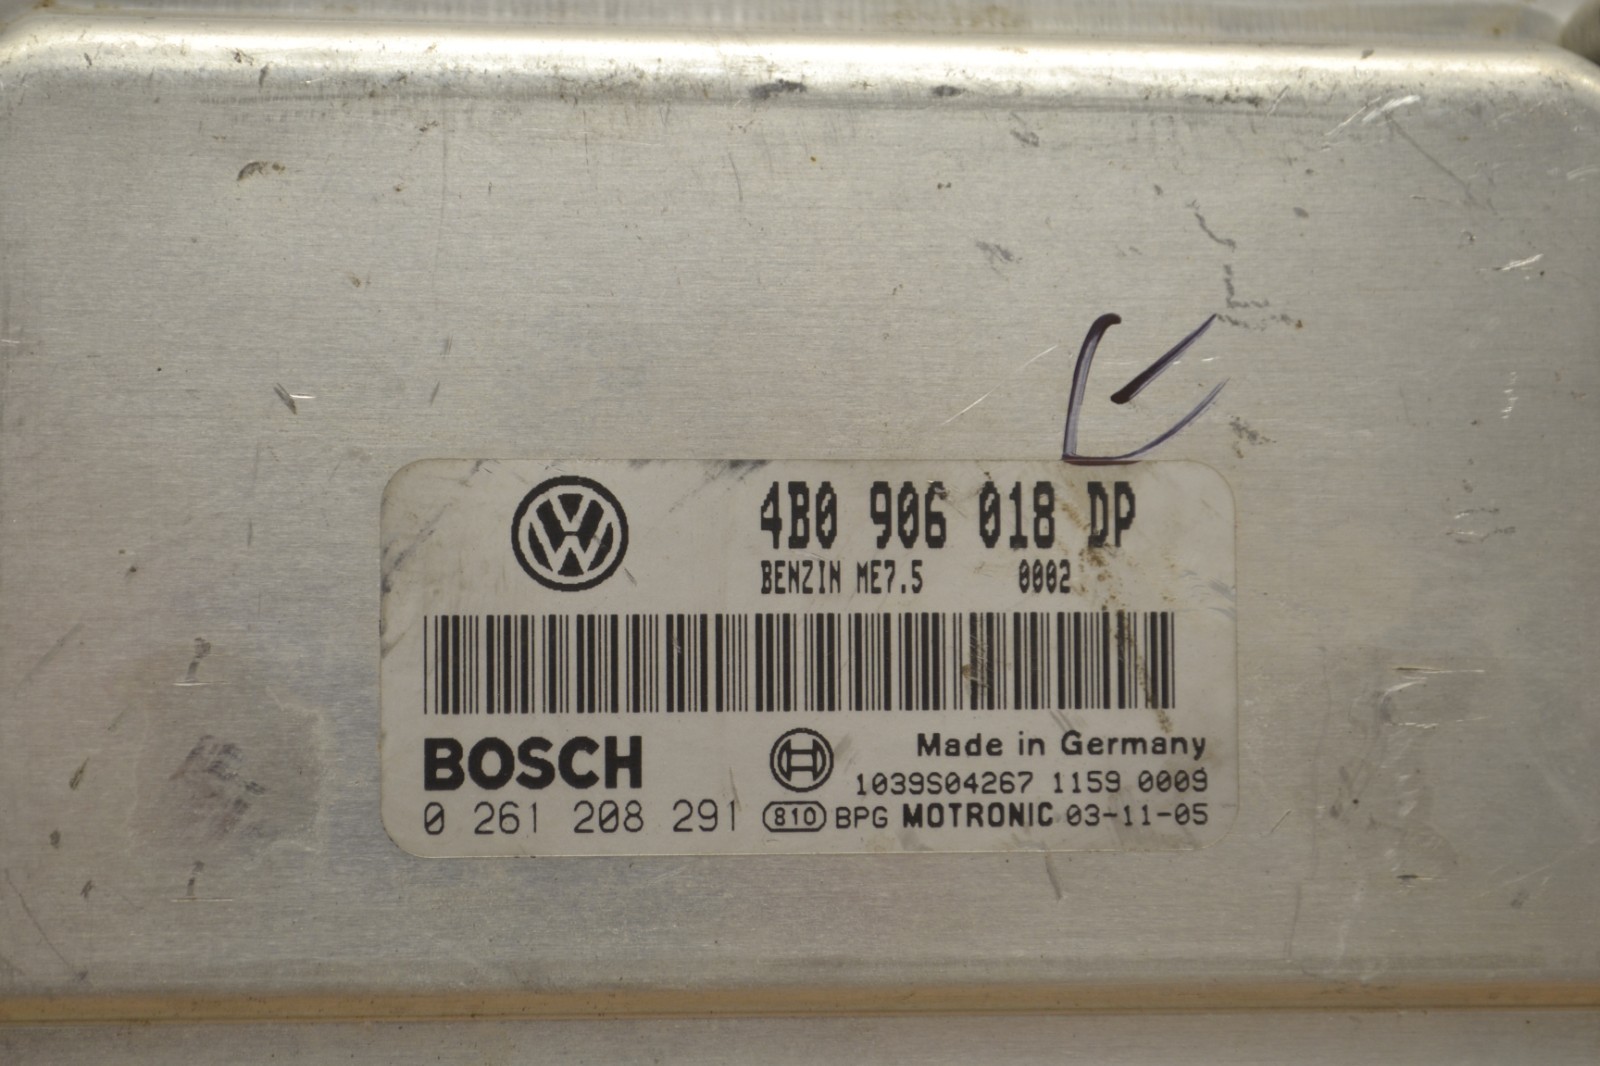 4B0 906 018 DP
BENZIN ME7.5 0002
BOSCH
Made in Germany
1039S04267 1159 0009
0 261 208 291
810 BPG MOTRONIC 03-11-05